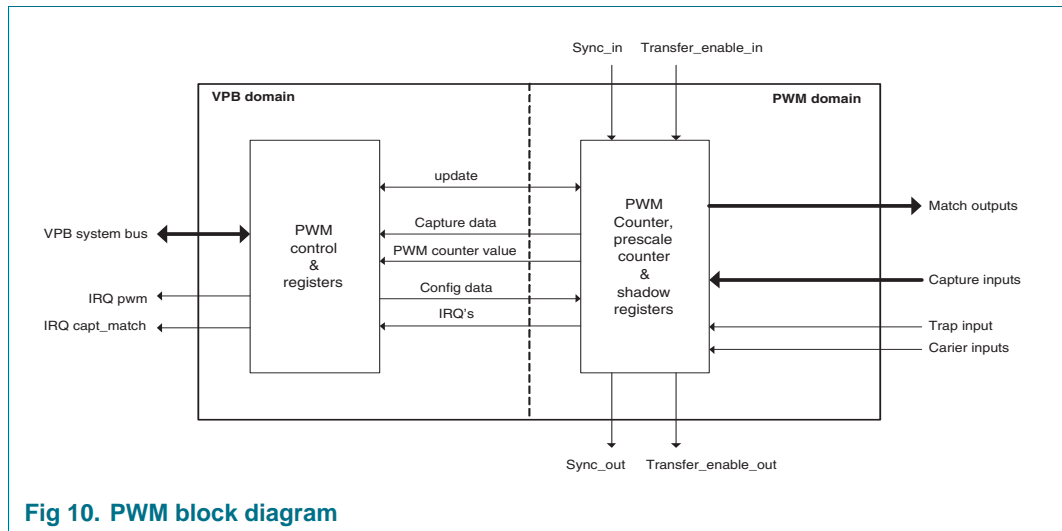 Sync_in
Transfer_enable_in
VPB domain
PWM domain
update
Capture data
PWM counter value
Config data
IRQ's
VPB system bus
IRQ pwm
IRQ capt_match
PWM
control
&
registers
PWM
Counter,
prescale
counter
&
shadow
registers
Match outputs
Capture inputs
Trap input
Carier inputs
Sync_out
Transfer_enable_out
Fig 10. PWM block diagram